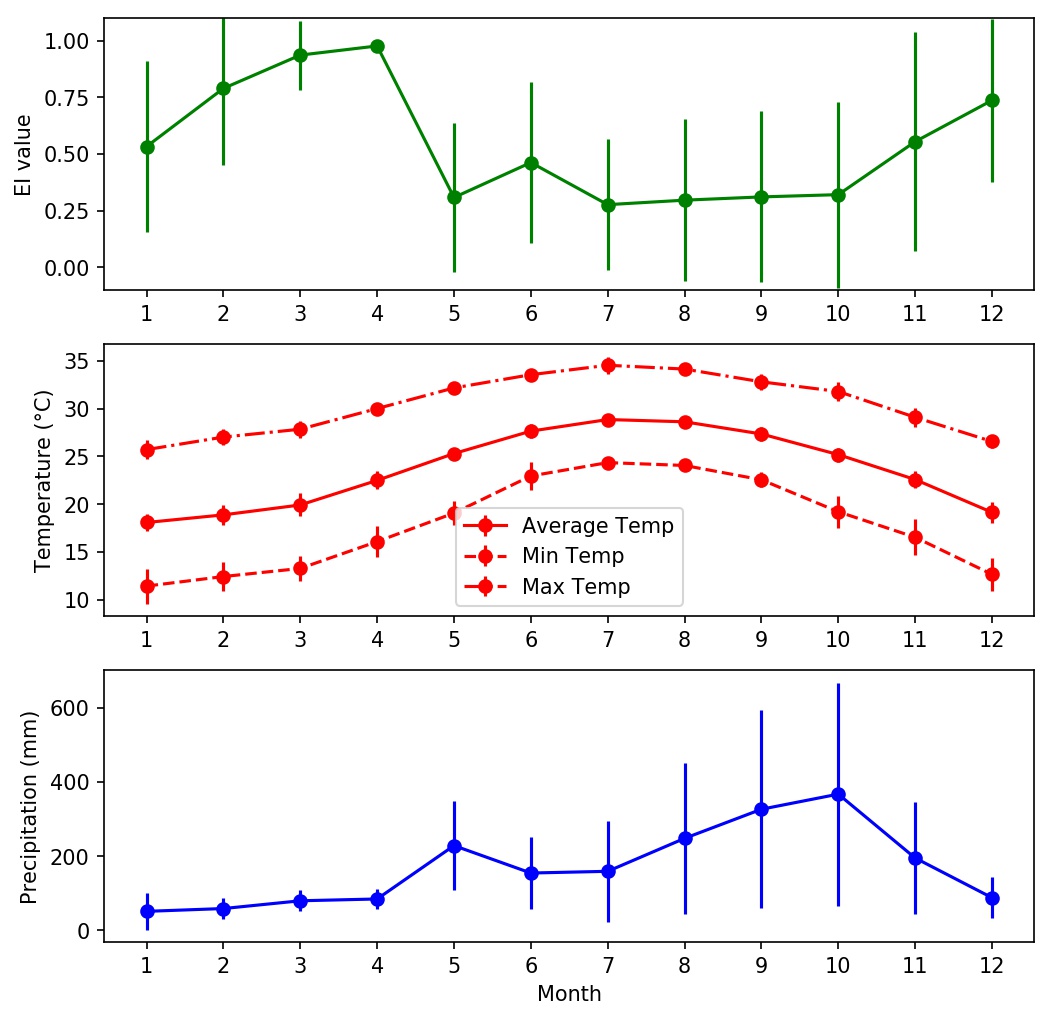 EI value
1.00
0.75
0.50
0.25
0.00
1 2 3 4 5 6 7 8 9 10 11 12
Temperature (°C)
35
30
25
20
15
10
Average Temp
Min Temp
Max Temp
1 2 3 4 5 6 7 8 9 10 11 12
Precipitation (mm)
600
400
200
0
1 2 3 4 5 6 7 8 9 10 11 12
Month